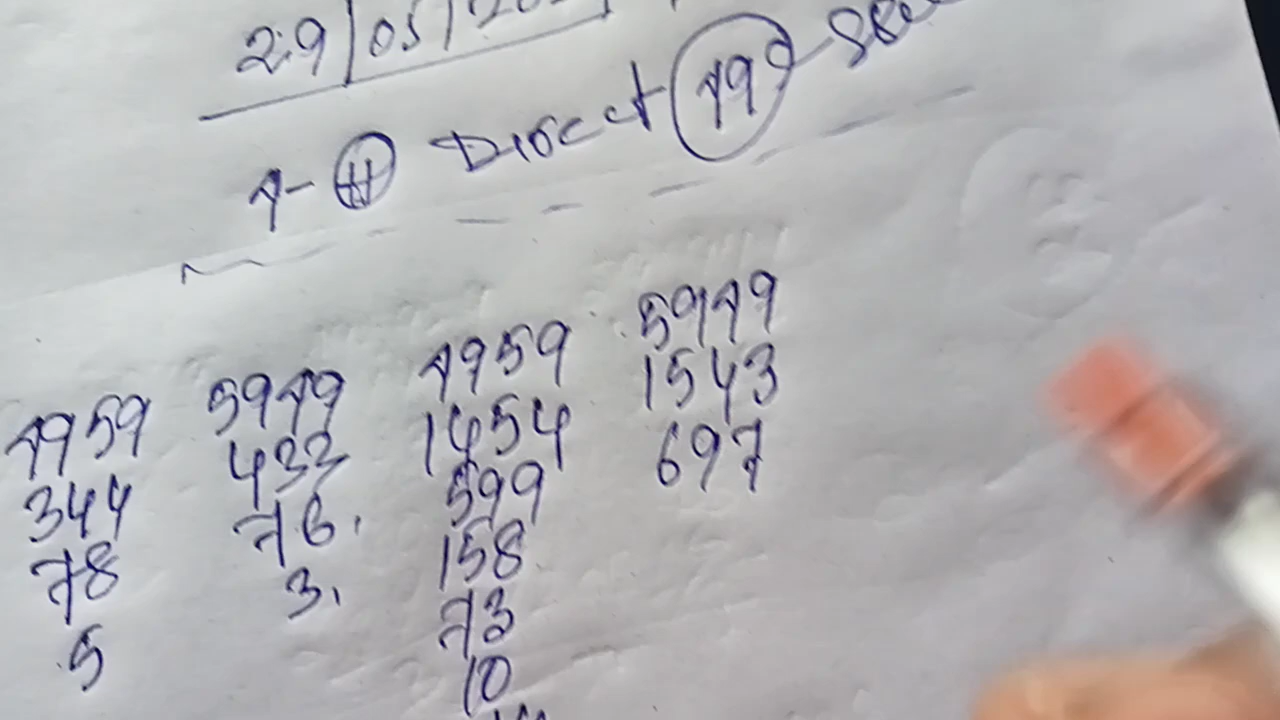 29/05/20
4- H Direct 49
4959 5949 4959 5949
344 433 1454 1543
78 76. 599 697
5 3. 158
73
10